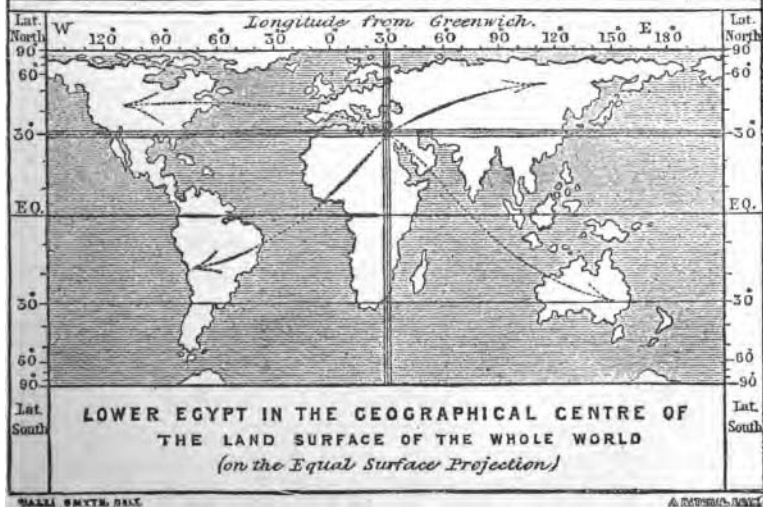 Lat. North
W
Longitude from Greenwich.
E
Lat. North
120° 90° 60° 30° 0° 30° 60° 90° 120° 150° 180°
90° 90
60° 60°
30° 30°
EQ. EQ.
30° 30°
60° 60°
90° 90
Lat. South
Lat. South
LOWER EGYPT IN THE GEOGRAPHICAL CENTRE OF
THE LAND SURFACE OF THE WHOLE WORLD
(on the Equal Surface Projection)
SMYTH, DELT